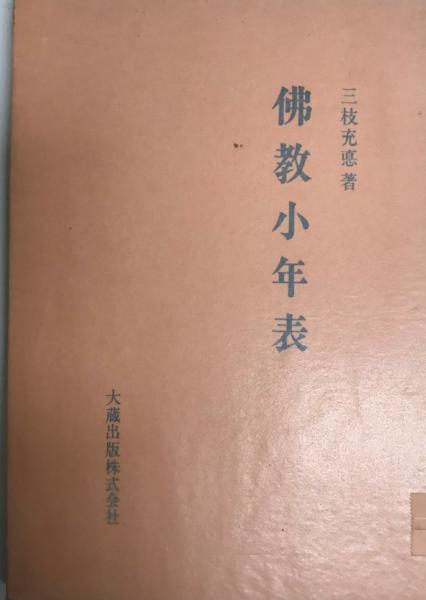 三枝充悳著
佛教小年表
大蔵出版株式会社